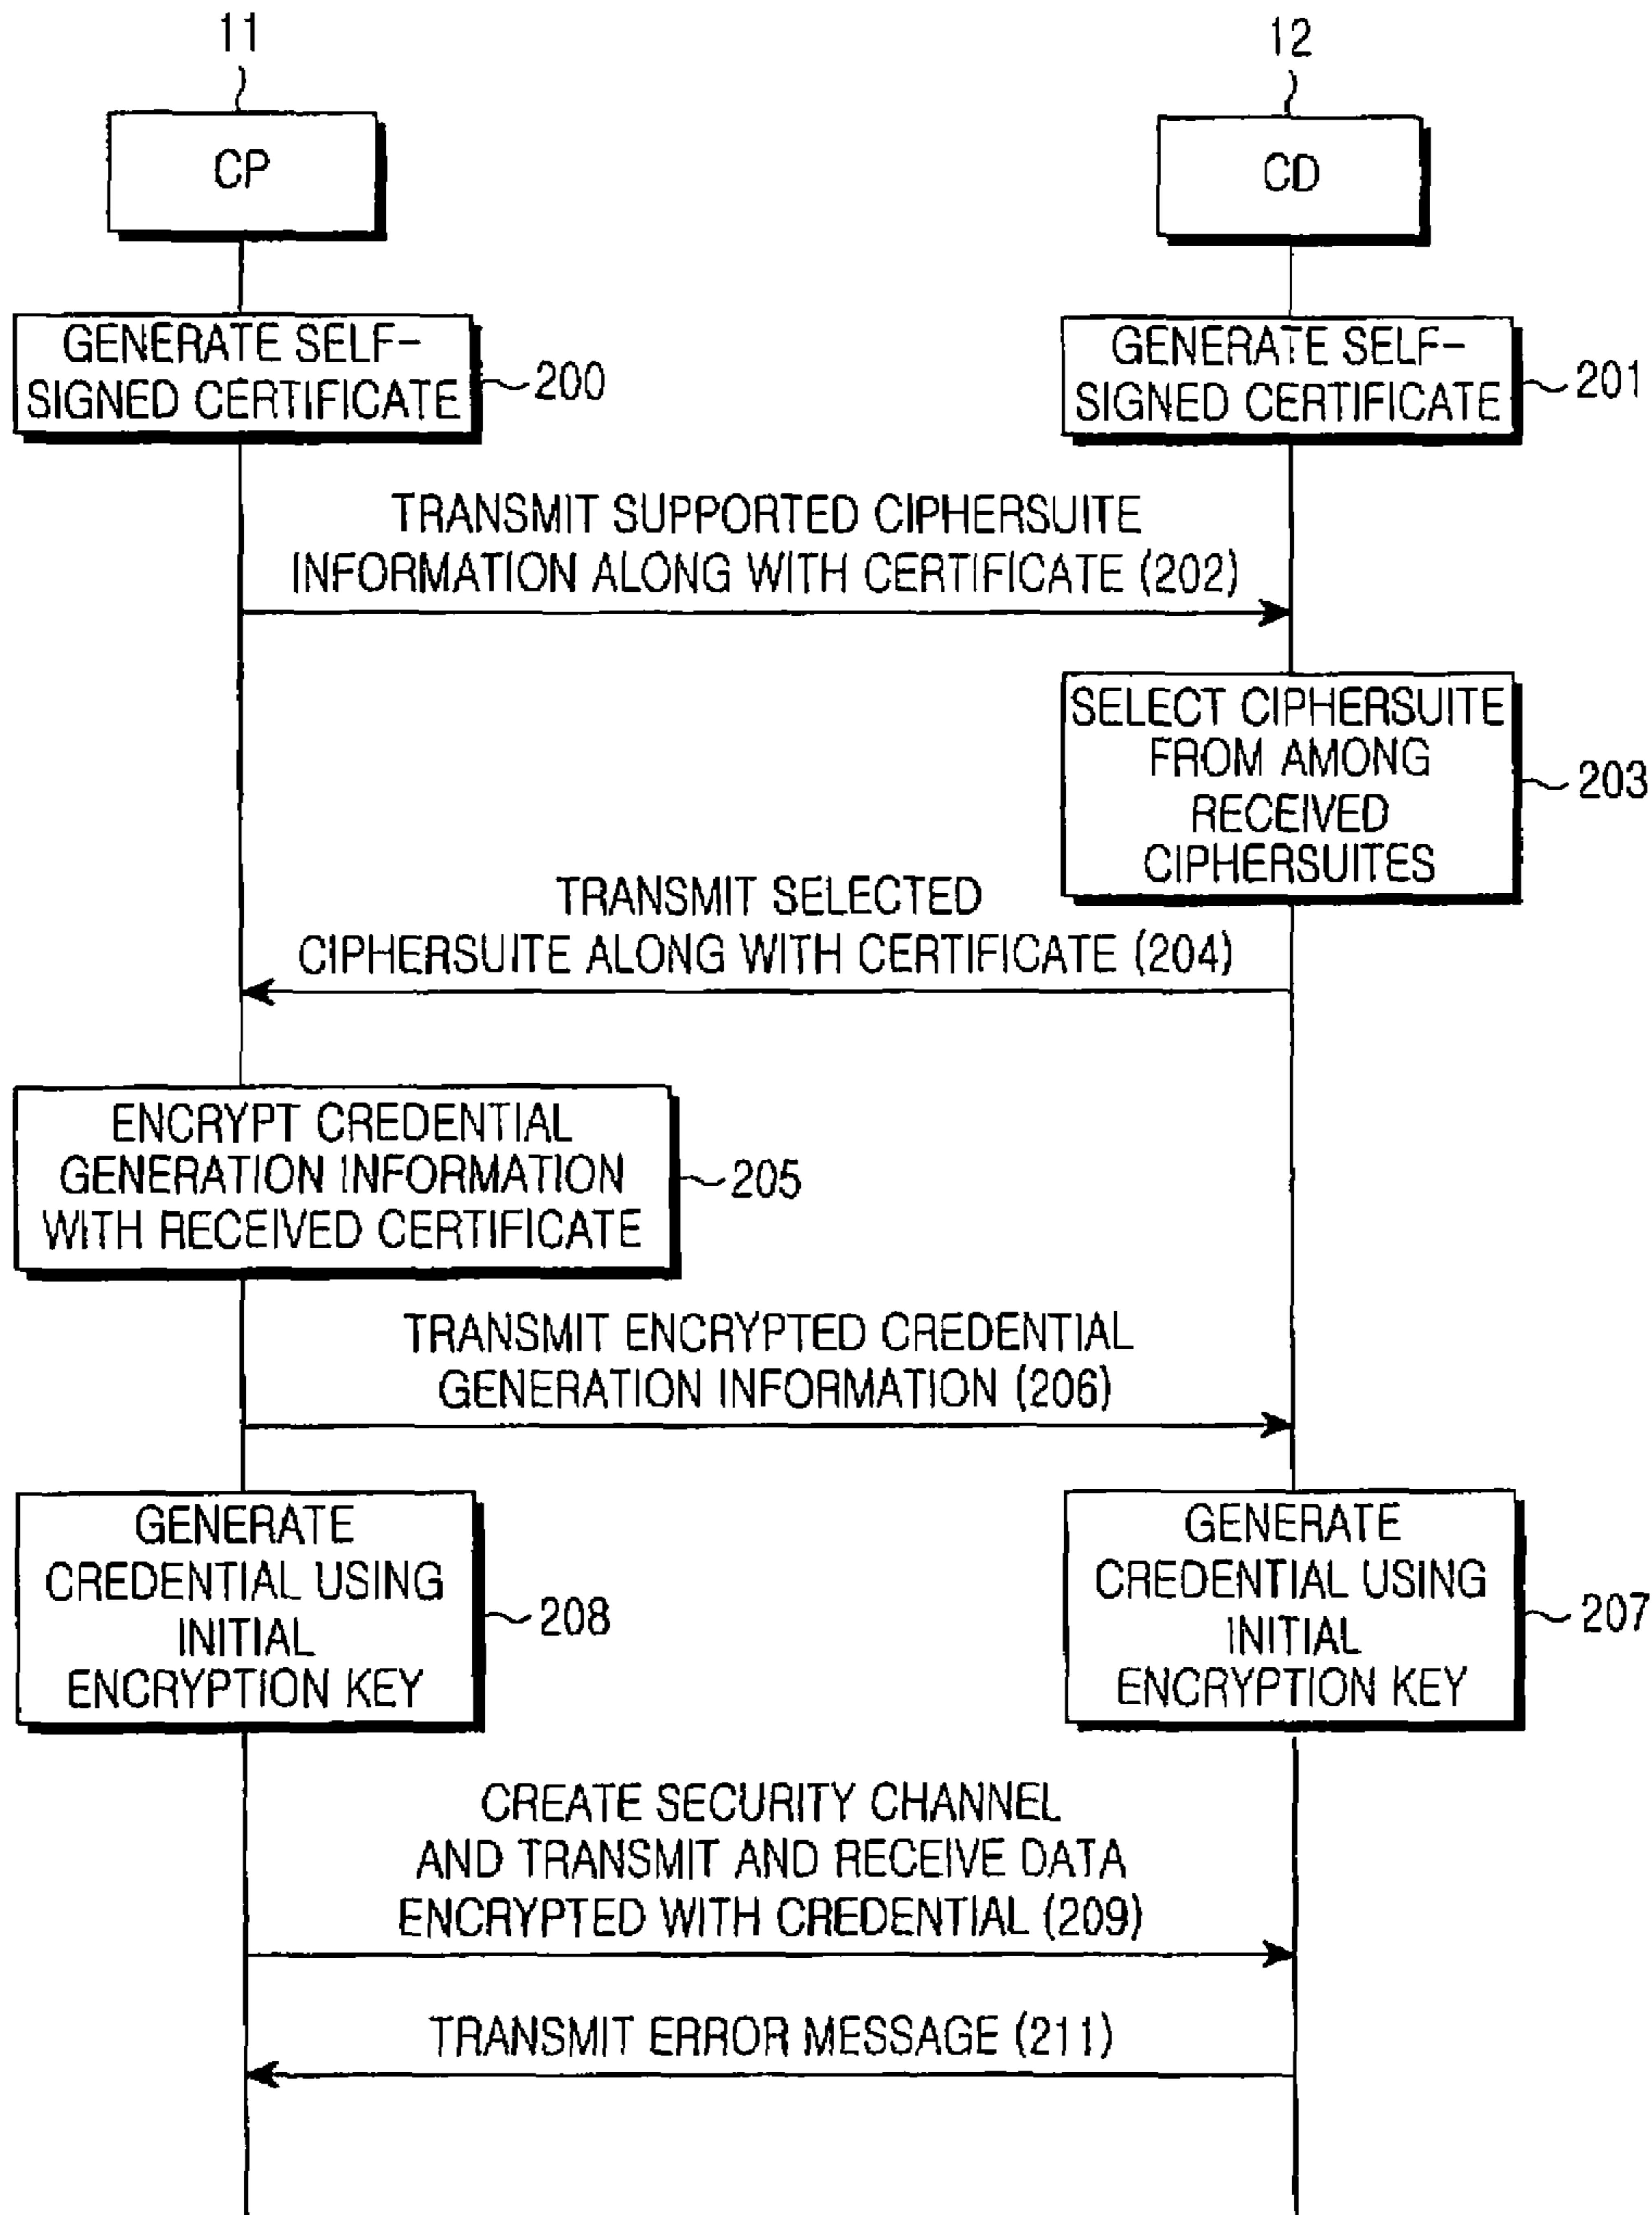 11
12
CP
CD
GENERATE SELF-
SIGNED CERTIFICATE
200
GENERATE SELF-
SIGNED CERTIFICATE
201
TRANSMIT SUPPORTED CIPHERSUITE
INFORMATION ALONG WITH CERTIFICATE (202)
SELECT CIPHERSUITE
FROM AMONG
RECEIVED
CIPHERSUITES
203
TRANSMIT SELECTED
CIPHERSUITE ALONG WITH CERTIFICATE (204)
ENCRYPT CREDENTIAL
GENERATION INFORMATION
WITH RECEIVED CERTIFICATE
205
TRANSMIT ENCRYPTED CREDENTIAL
GENERATION INFORMATION (206)
GENERATE
CREDENTIAL USING
INITIAL
ENCRYPTION KEY
208
GENERATE
CREDENTIAL USING
INITIAL
ENCRYPTION KEY
207
CREATE SECURITY CHANNEL
AND TRANSMIT AND RECEIVE DATA
ENCRYPTED WITH CREDENTIAL (209)
TRANSMIT ERROR MESSAGE (211)